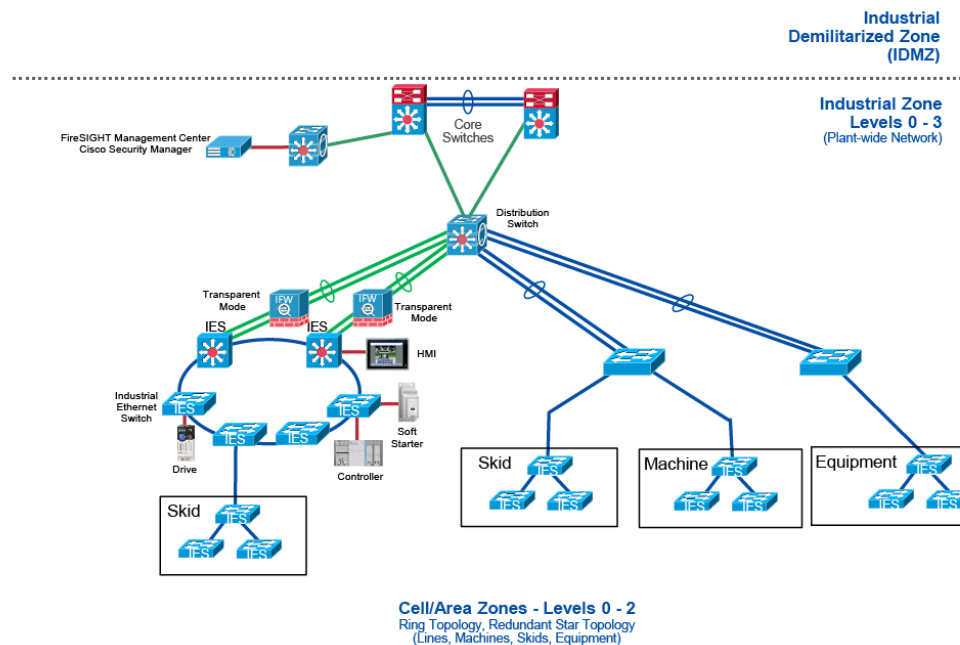 Industrial
Demilitarized Zone
(IDMZ)
Industrial Zone
Levels 0 - 3
(Plant-wide Network)
FireSIGHT Management Center
Cisco Security Manager
Core
Switches
Distribution
Switch
Transparent
Mode
IFW
IFW
Transparent
Mode
IES
IES
HMI
Industrial
Ethernet
Switch
IES
IES
Soft
Starter
IES
IES
Drive
Controller
Skid
IES
IES
IES
Skid
IES
IES
IES
Machine
IES
IES
IES
Equipment
IES
IES
IES
Cell/Area Zones - Levels 0 - 2
Ring Topology, Redundant Star Topology
(Lines, Machines, Skids, Equipment)